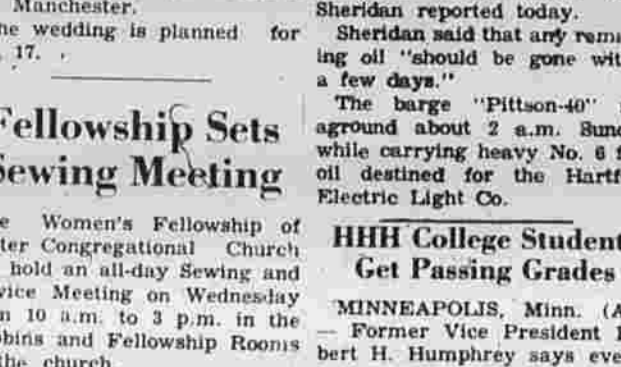 Manchester.
wedding is planned for
17.
Fellowship Sets
Sewing Meeting
Women's Fellowship of
Congregational Church
hold an all-day Sewing and
Meeting on Wednesday
10 a.m. to 3 p.m. in the
and Fellowship Rooms
the church.
Sheridan reported today.
Sheridan said that any
ing oil "should be gone
a few days."
The barge "Pittson-40"
aground about 2 a.m.
while carrying heavy No. 6
oil destined for the
Electric Light Co.
HHH College Student
Get Passing Grades
MINNEAPOLIS, Minn. (A
— Former Vice President
bert H. Humphrey says